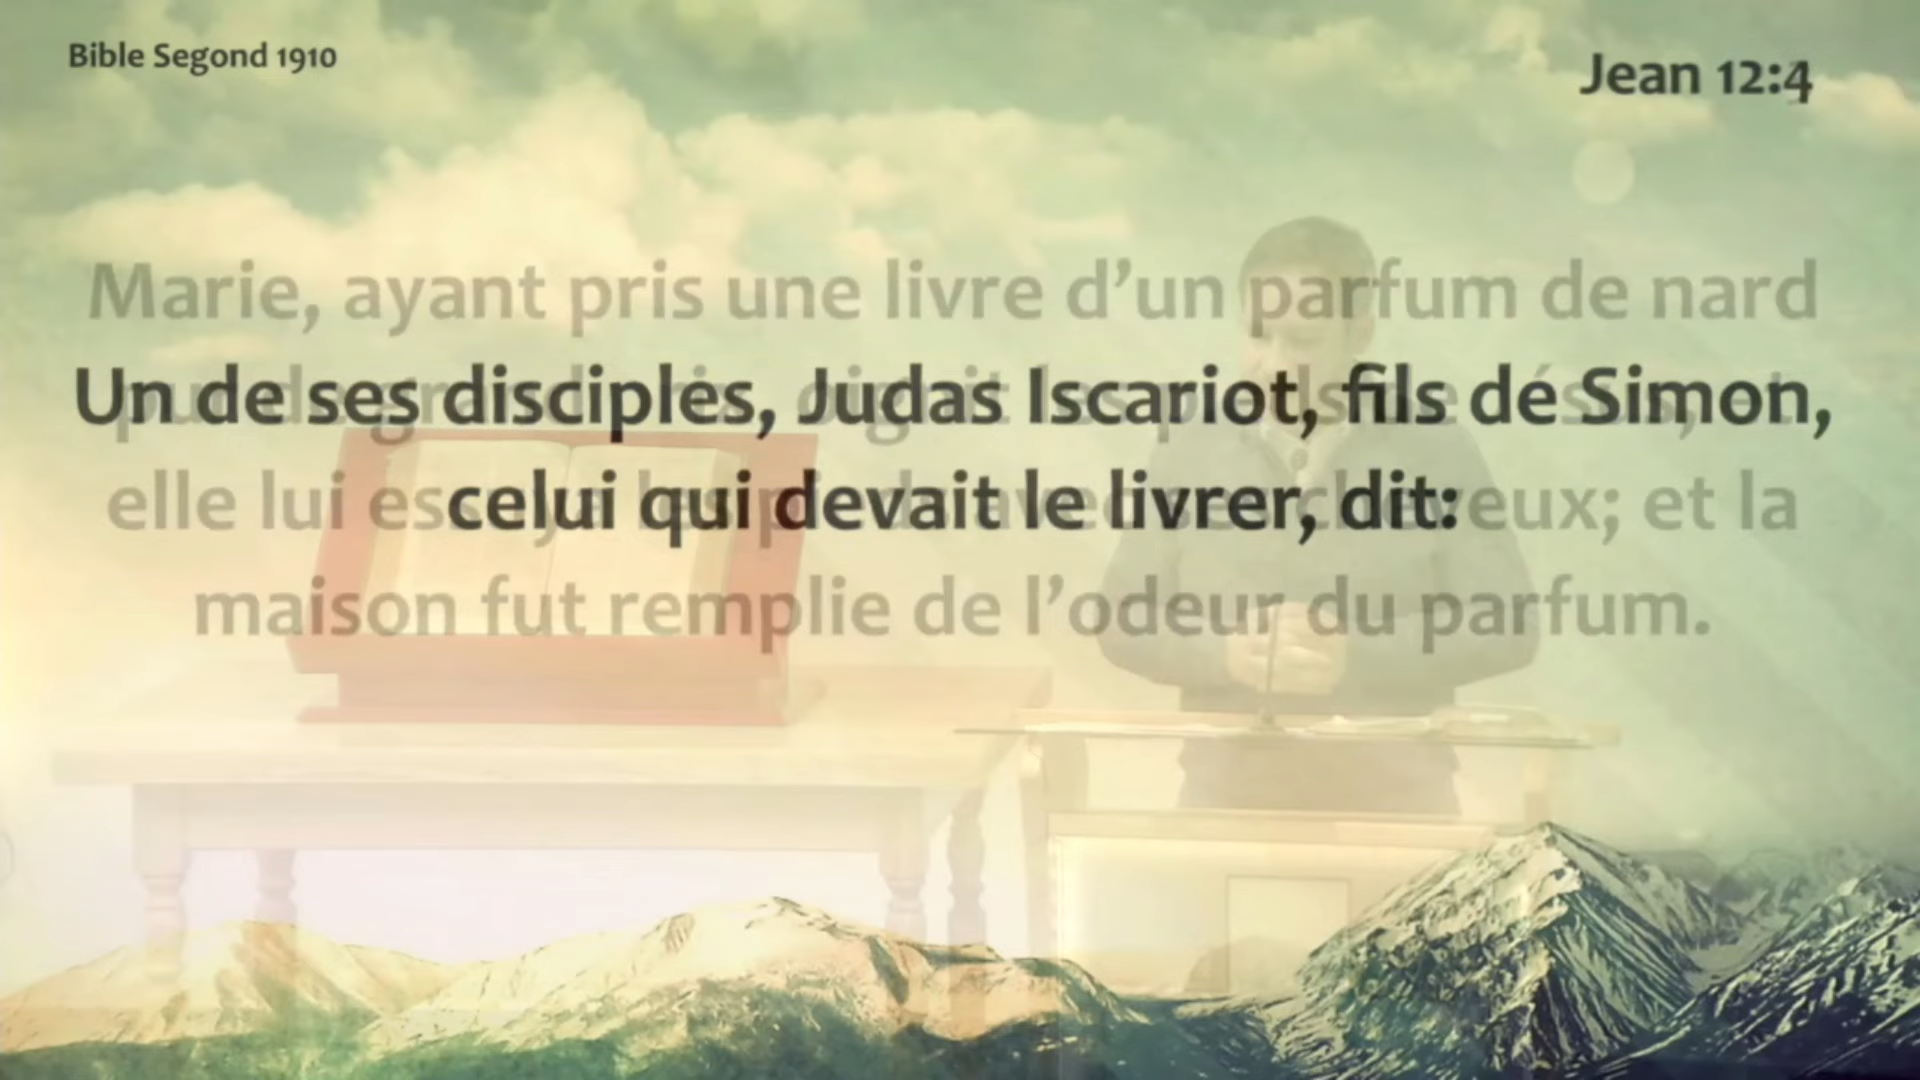 Bible Segond 1910
Jean 12:4
Marie, ayant pris une livre d’un parfum de nard
Un de ses disciples, Judas Iscariot, fils de Simon,
elle lui
celui qui devait le livrer, dit:
et la
maison fut remplie de l’odeur du parfum.